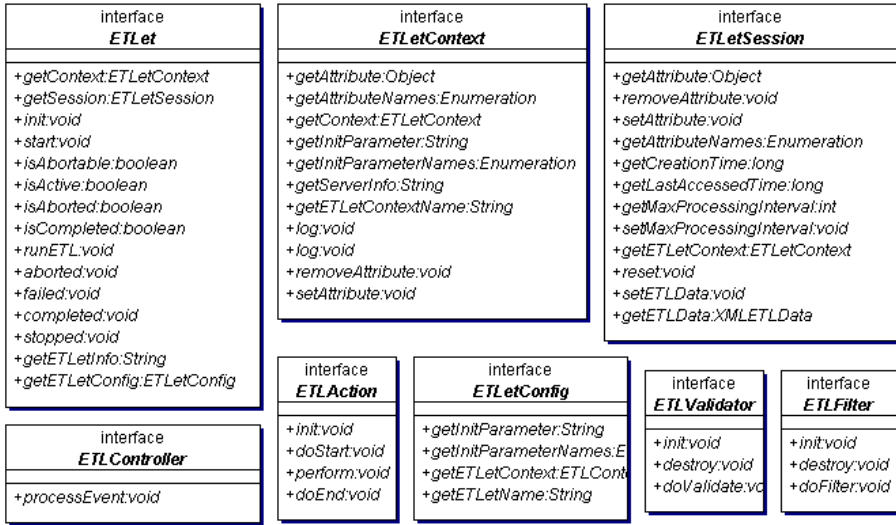 interface
ETLet
+getContext:ETLetContext
+getSession:ETLetSession
+init:void
+start:void
+isAbortable:boolean
+isActive:boolean
+isAborted:boolean
+isCompleted:boolean
+runETL:void
+aborted:void
+failed:void
+completed:void
+stopped:void
+getETLetInfo:String
+getETLetConfig:ETLetConfig
interface
ETLetContext
+getAttribute:Object
+getAttributeNames:Enumeration
+getContext:ETLetContext
+getInitParameter:String
+getInitParameterNames:Enumeration
+getServerInfo:String
+getETLetContextName:String
+log:void
+log:void
+removeAttribute:void
+setAttribute:void
interface
ETLetSession
+getAttribute:Object
+removeAttribute:void
+setAttribute:void
+getAttributeNames:Enumeration
+getCreationTime:long
+getLastAccessedTime:long
+getMaxProcessingInterval:int
+setMaxProcessingInterval:void
+getETLetContext:ETLetContext
+reset:void
+setETLData:void
+getETLData:XMLETLData
interface
ETLController
+processEvent:void
interface
ETLAction
+init:void
+doStart:void
+perform:void
+doEnd:void
interface
ETLetConfig
+getInitParameter:String
+getInitParameterNames:E
+getETLetContext:ETLCont
+getETLetName:String
interface
ETLValidator
+init:void
+destroy:void
+doValidate:vo
interface
ETLFilter
+init:void
+destroy:void
+doFilter:void